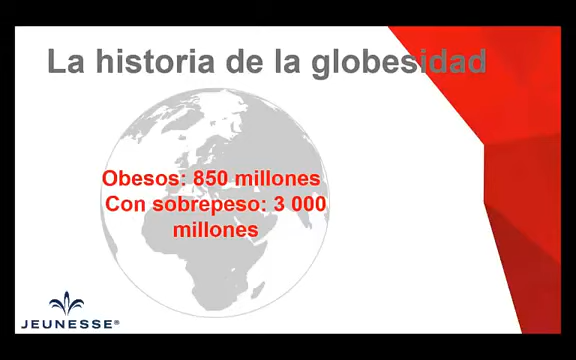 La historia de la globesidad
Obesos: 850 millones
Con sobrepeso: 3 000
millones
JEUNESSE®